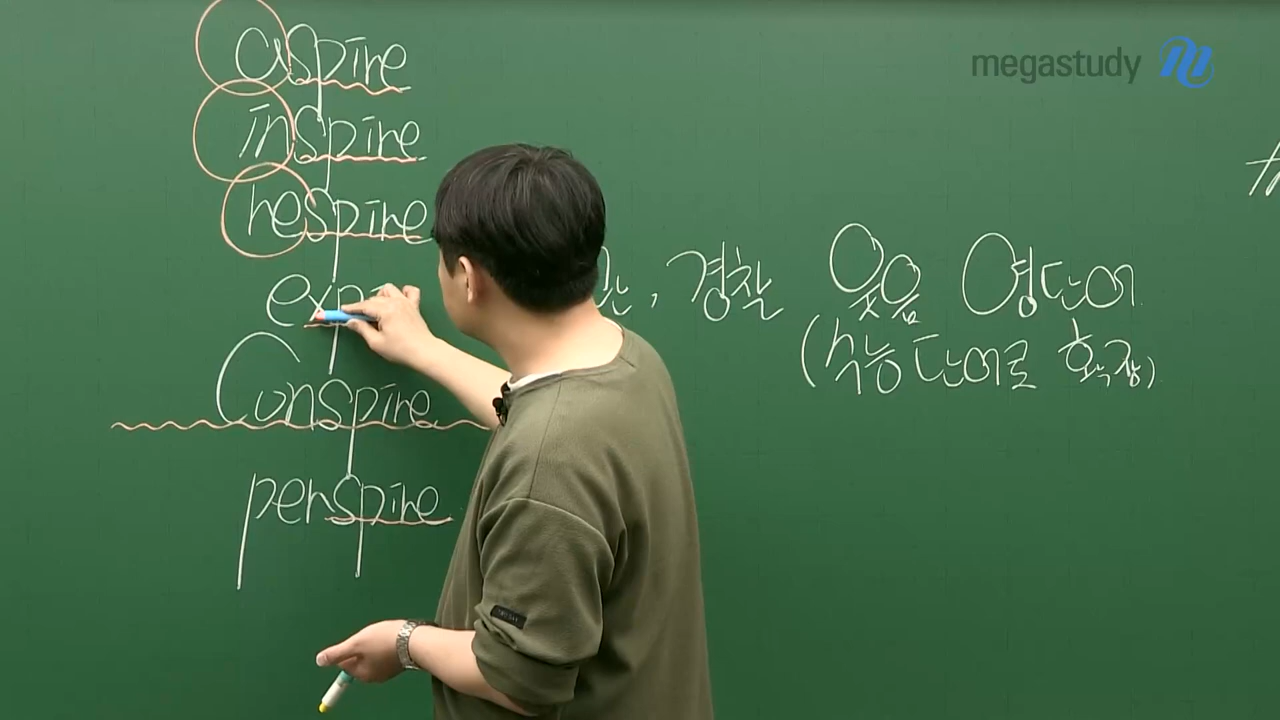 megastudy
aspire
inspire
respire
conspire
perspire
, 경찰 웃음 영단어
(수능 단어로 확장)